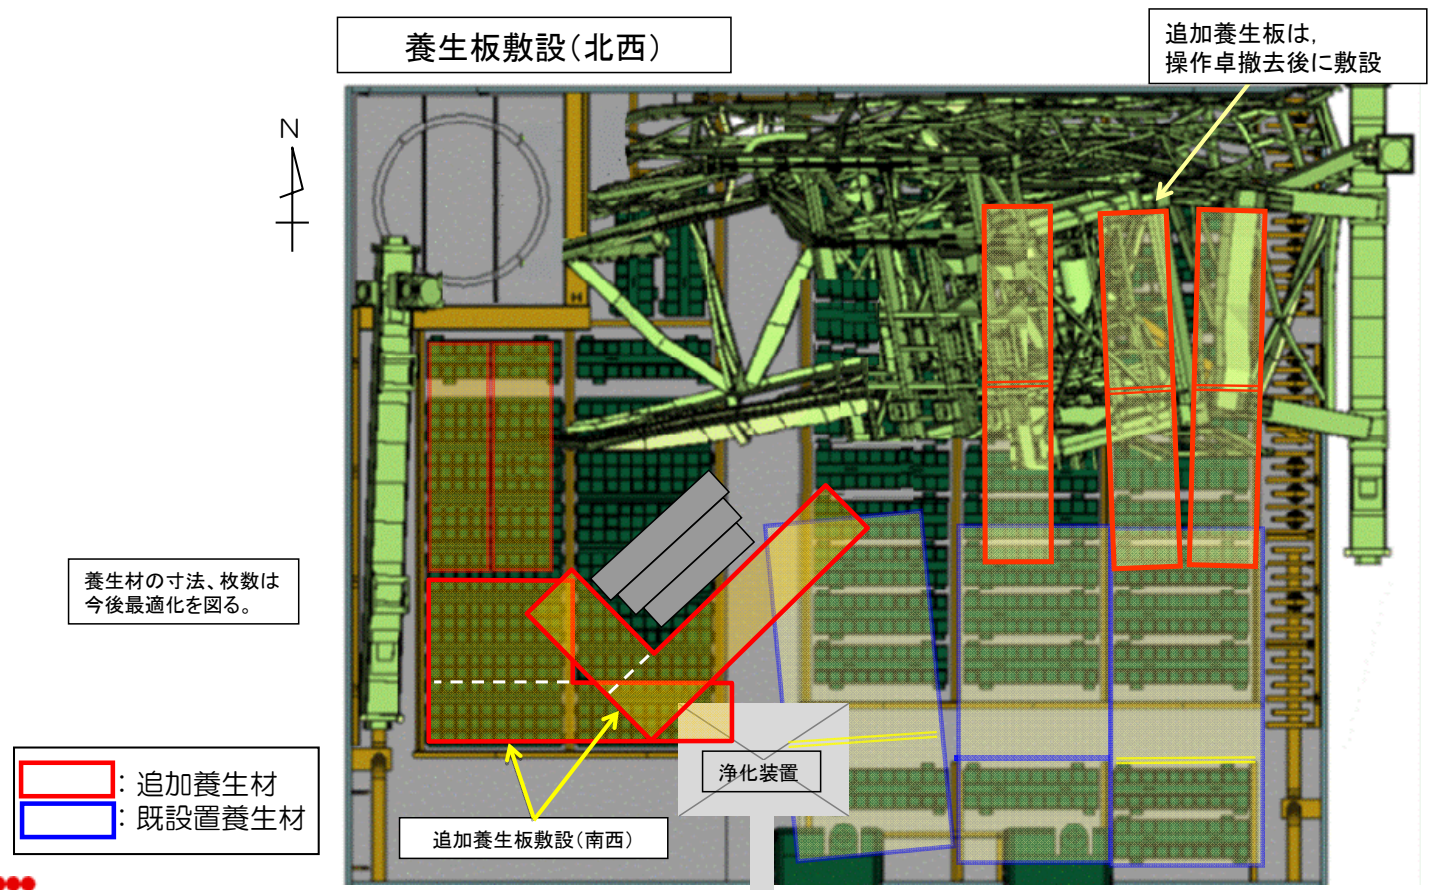 養生板敷設(北西)
追加養生板は,
操作卓撤去後に敷設
N
養生材の寸法、枚数は
今後最適化を図る。
浄化装置
:追加養生材
:既設置養生材
追加養生板敷設(南西)